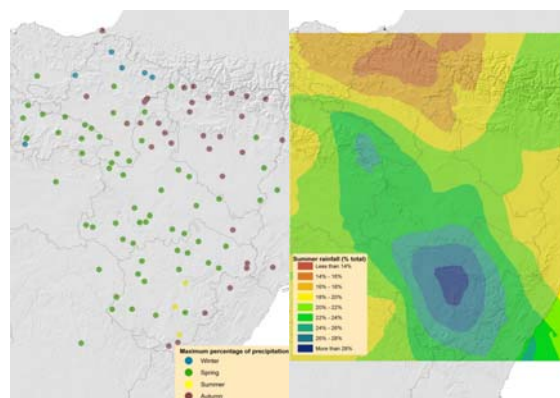 Maximum percentage of precipitation
Winter
Spring
Summer
Autumn
Summer rainfall (% total)
Less than 14%
14% - 16%
16% - 18%
18% - 20%
20% - 22%
22% - 24%
24% - 26%
26% - 28%
More than 28%